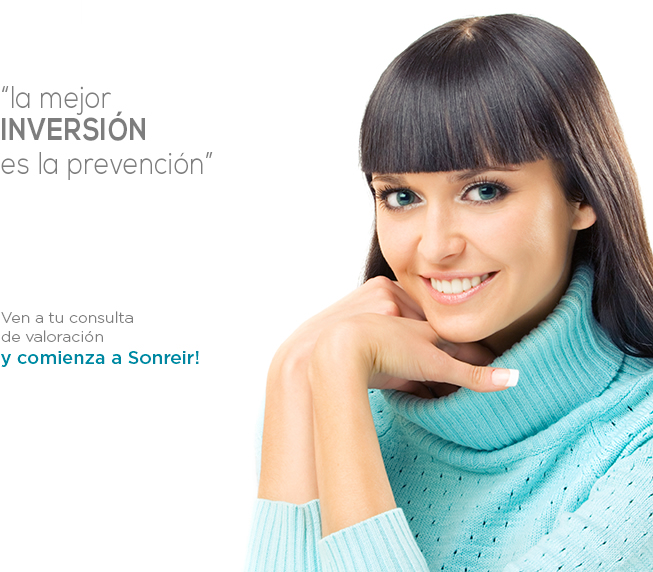 “la mejor
INVERSIÓN
es la prevención”
Ven a tu consulta
de valoración
y comienza a Sonreir!